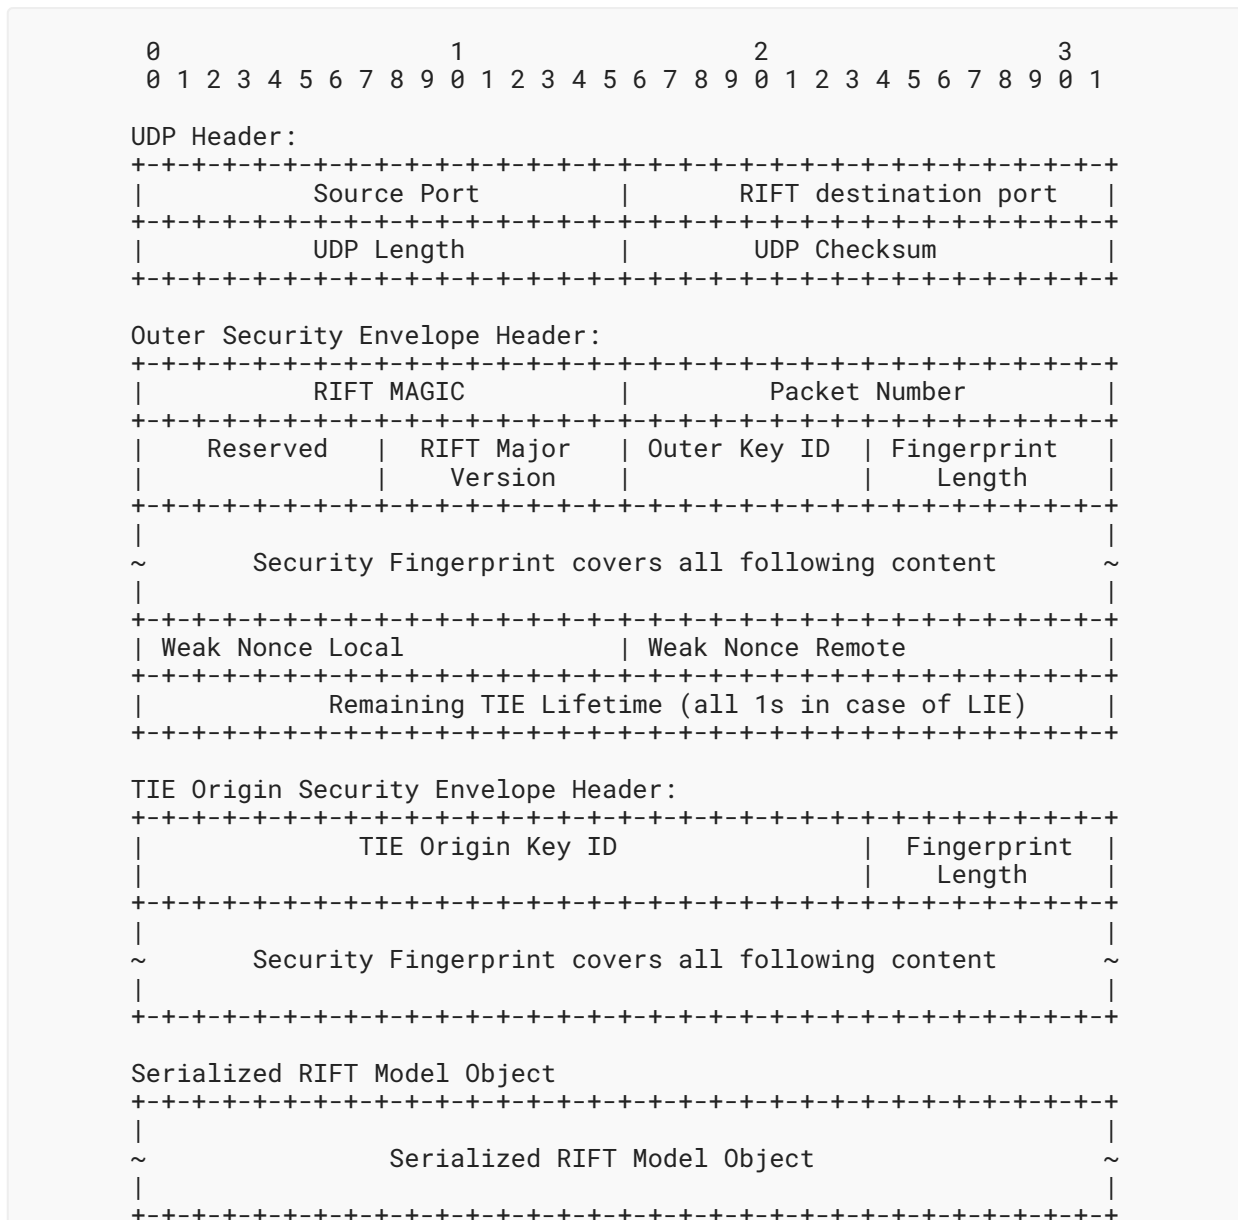 0                   1                   2                   3
 0 1 2 3 4 5 6 7 8 9 0 1 2 3 4 5 6 7 8 9 0 1 2 3 4 5 6 7 8 9 0 1

UDP Header:
+-+-+-+-+-+-+-+-+-+-+-+-+-+-+-+-+-+-+-+-+-+-+-+-+-+-+-+-+-+-+-+-+
|           Source Port         |       RIFT destination port   |
+-+-+-+-+-+-+-+-+-+-+-+-+-+-+-+-+-+-+-+-+-+-+-+-+-+-+-+-+-+-+-+-+
|           UDP Length          |        UDP Checksum           |
+-+-+-+-+-+-+-+-+-+-+-+-+-+-+-+-+-+-+-+-+-+-+-+-+-+-+-+-+-+-+-+-+

Outer Security Envelope Header:
+-+-+-+-+-+-+-+-+-+-+-+-+-+-+-+-+-+-+-+-+-+-+-+-+-+-+-+-+-+-+-+-+
|           RIFT MAGIC          |         Packet Number         |
+-+-+-+-+-+-+-+-+-+-+-+-+-+-+-+-+-+-+-+-+-+-+-+-+-+-+-+-+-+-+-+-+
|    Reserved   |  RIFT Major   | Outer Key ID  | Fingerprint   |
|               |    Version    |               |    Length     |
+-+-+-+-+-+-+-+-+-+-+-+-+-+-+-+-+-+-+-+-+-+-+-+-+-+-+-+-+-+-+-+-+
|                                                               |
~       Security Fingerprint covers all following content       ~
|                                                               |
+-+-+-+-+-+-+-+-+-+-+-+-+-+-+-+-+-+-+-+-+-+-+-+-+-+-+-+-+-+-+-+-+
| Weak Nonce Local              | Weak Nonce Remote             |
+-+-+-+-+-+-+-+-+-+-+-+-+-+-+-+-+-+-+-+-+-+-+-+-+-+-+-+-+-+-+-+-+
|            Remaining TIE Lifetime (all 1s in case of LIE)     |
+-+-+-+-+-+-+-+-+-+-+-+-+-+-+-+-+-+-+-+-+-+-+-+-+-+-+-+-+-+-+-+-+

TIE Origin Security Envelope Header:
+-+-+-+-+-+-+-+-+-+-+-+-+-+-+-+-+-+-+-+-+-+-+-+-+-+-+-+-+-+-+-+-+
|              TIE Origin Key ID                |  Fingerprint  |
|                                               |    Length     |
+-+-+-+-+-+-+-+-+-+-+-+-+-+-+-+-+-+-+-+-+-+-+-+-+-+-+-+-+-+-+-+-+
|                                                               |
~       Security Fingerprint covers all following content       ~
|                                                               |
+-+-+-+-+-+-+-+-+-+-+-+-+-+-+-+-+-+-+-+-+-+-+-+-+-+-+-+-+-+-+-+-+

Serialized RIFT Model Object
+-+-+-+-+-+-+-+-+-+-+-+-+-+-+-+-+-+-+-+-+-+-+-+-+-+-+-+-+-+-+-+-+
|                                                               |
~                Serialized RIFT Model Object                   ~
|                                                               |
+-+-+-+-+-+-+-+-+-+-+-+-+-+-+-+-+-+-+-+-+-+-+-+-+-+-+-+-+-+-+-+-+